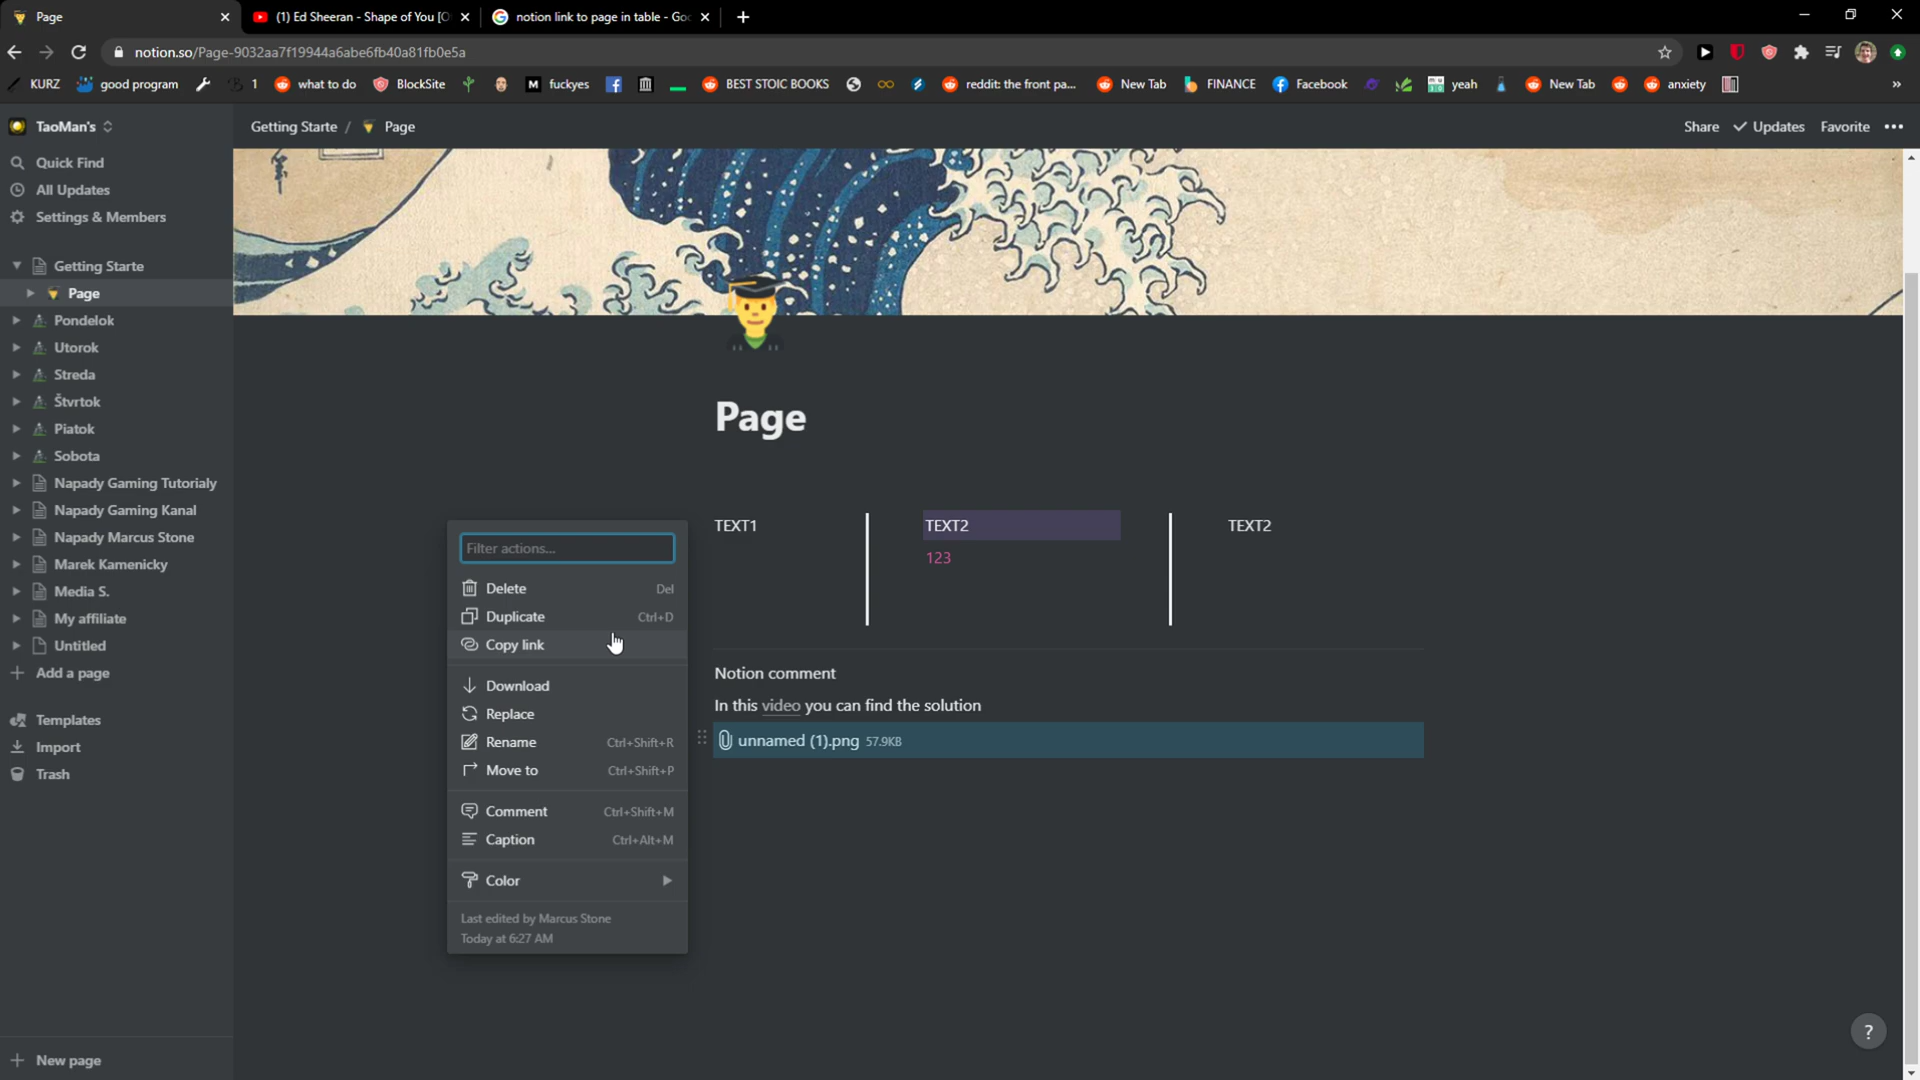 Page
(1) Ed Sheeran - Shape of You [O
notion link to page in table - Goo
notion.so/Page-9032aa7f19944a6abe6fb40a81fb0e5a
KURZ
good program
1
what to do
BlockSite
fuckyes
BEST STOIC BOOKS
reddit: the front pa...
New Tab
FINANCE
Facebook
yeah
New Tab
anxiety
»
TaoMan's
Getting Starte / Page
Share
Updates
Favorite
Quick Find
All Updates
Settings & Members
Getting Starte
Page
Pondelok
Utorok
Streda
Štvrtok
Piatok
Sobota
Napady Gaming Tutorialy
Napady Gaming Kanal
Napady Marcus Stone
Marek Kamenicky
Media S.
My affiliate
Untitled
Add a page
Templates
Import
Trash
New page
Page
TEXT1
TEXT2
123
TEXT2
Notion comment
In this video you can find the solution
unnamed (1).png 57.9KB
Filter actions...
Delete Del
Duplicate Ctrl+D
Copy link
Download
Replace
Rename Ctrl+Shift+R
Move to Ctrl+Shift+P
Comment Ctrl+Shift+M
Caption Ctrl+Alt+M
Color
Last edited by Marcus Stone
Today at 6:27 AM
?